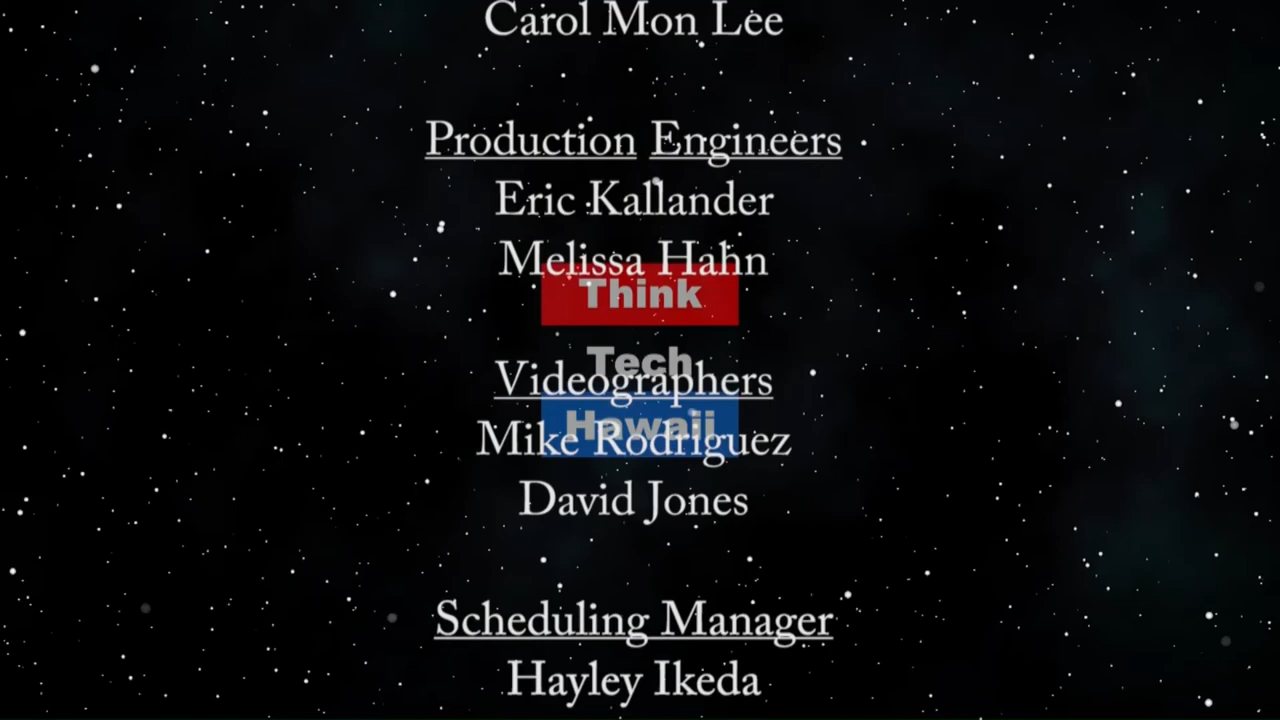 Carol Mon Lee
Production Engineers
Eric Kallander
Melissa Hahn
Think
Tech
Videographers
Hawaii
Mike Rodriguez
David Jones
Scheduling Manager
Hayley Ikeda